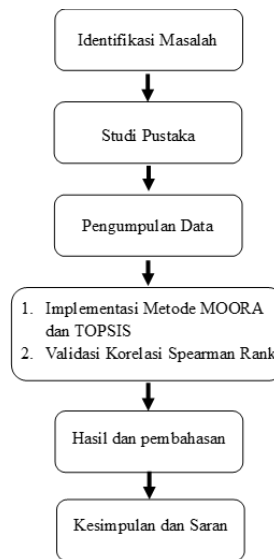 Identifikasi Masalah
Studi Pustaka
Pengumpulan Data
1. Implementasi Metode MOORA
dan TOPSIS
2. Validasi Korelasi Spearman Rank
Hasil dan pembahasan
Kesimpulan dan Saran